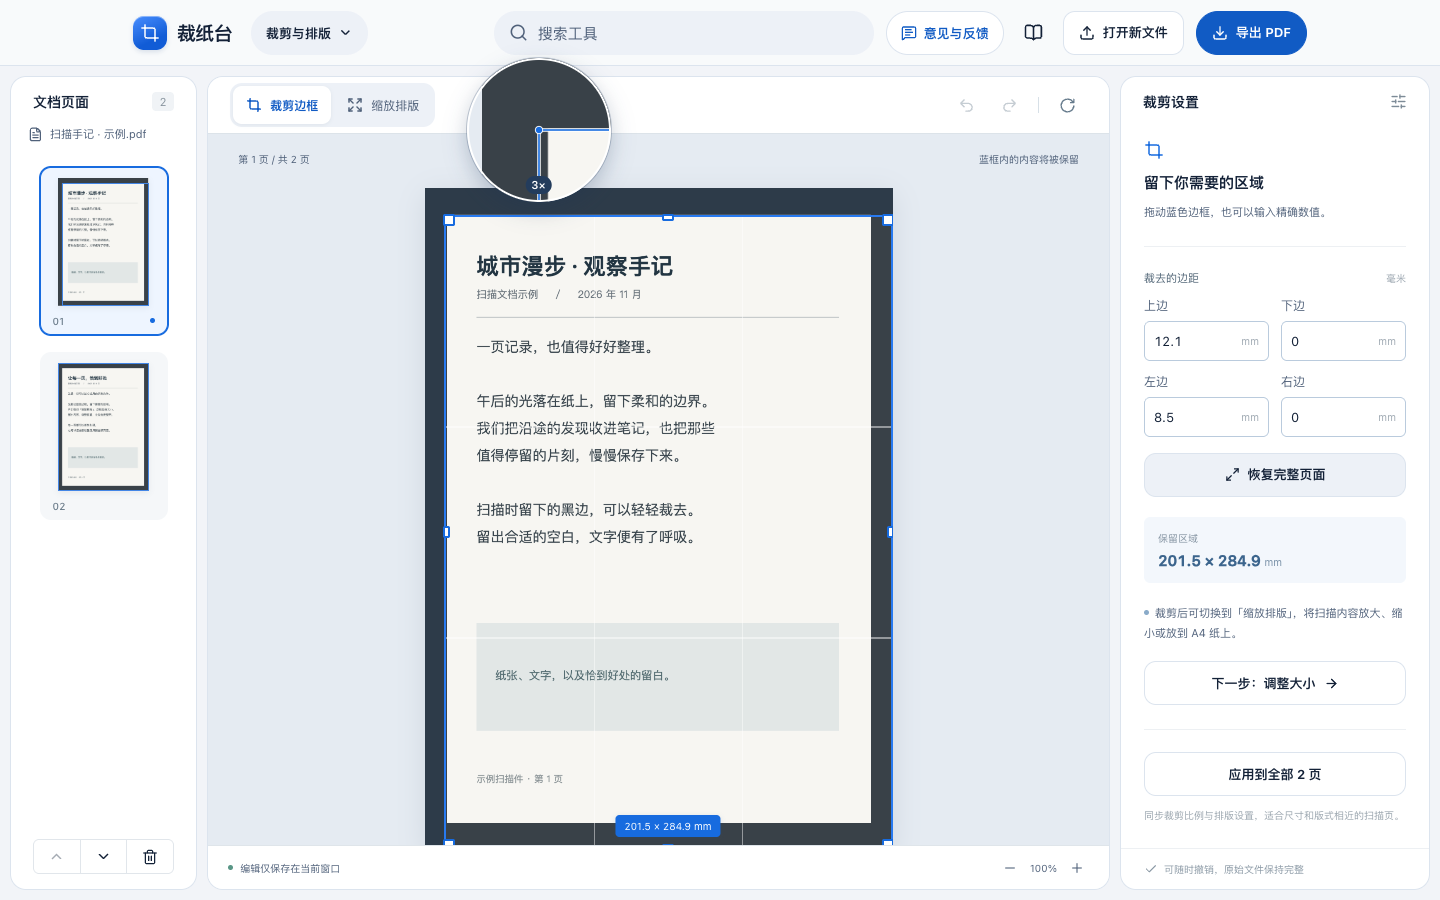 裁纸台
裁剪与排版
搜索工具
意见与反馈
打开新文件
导出 PDF
文档页面
2
扫描手记 · 示例.pdf
01
02
裁剪边框
缩放排版
3×
第 1 页 / 共 2 页
蓝框内的内容将被保留
城市漫步 · 观察手记
扫描文档示例 / 2026 年 11 月
一页记录，也值得好好整理。
午后的光落在纸上，留下柔和的边界。
我们把沿途的发现收进笔记，也把那些
值得停留的片刻，慢慢保存下来。
扫描时留下的黑边，可以轻轻裁去。
留出合适的空白，文字便有了呼吸。
纸张、文字，以及恰到好处的留白。
示例扫描件 · 第 1 页
201.5 × 284.9 mm
编辑仅保存在当前窗口
100%
裁剪设置
留下你需要的区域
拖动蓝色边框，也可以输入精确数值。
裁去的边距
毫米
上边
下边
12.1 mm
0 mm
左边
右边
8.5 mm
0 mm
恢复完整页面
保留区域
201.5 × 284.9 mm
裁剪后可切换到「缩放排版」，将扫描内容放大、缩
小或放到 A4 纸上。
下一步：调整大小
应用到全部 2 页
同步裁剪比例与排版设置，适合尺寸和版式相近的扫描页。
可随时撤销，原始文件保持完整